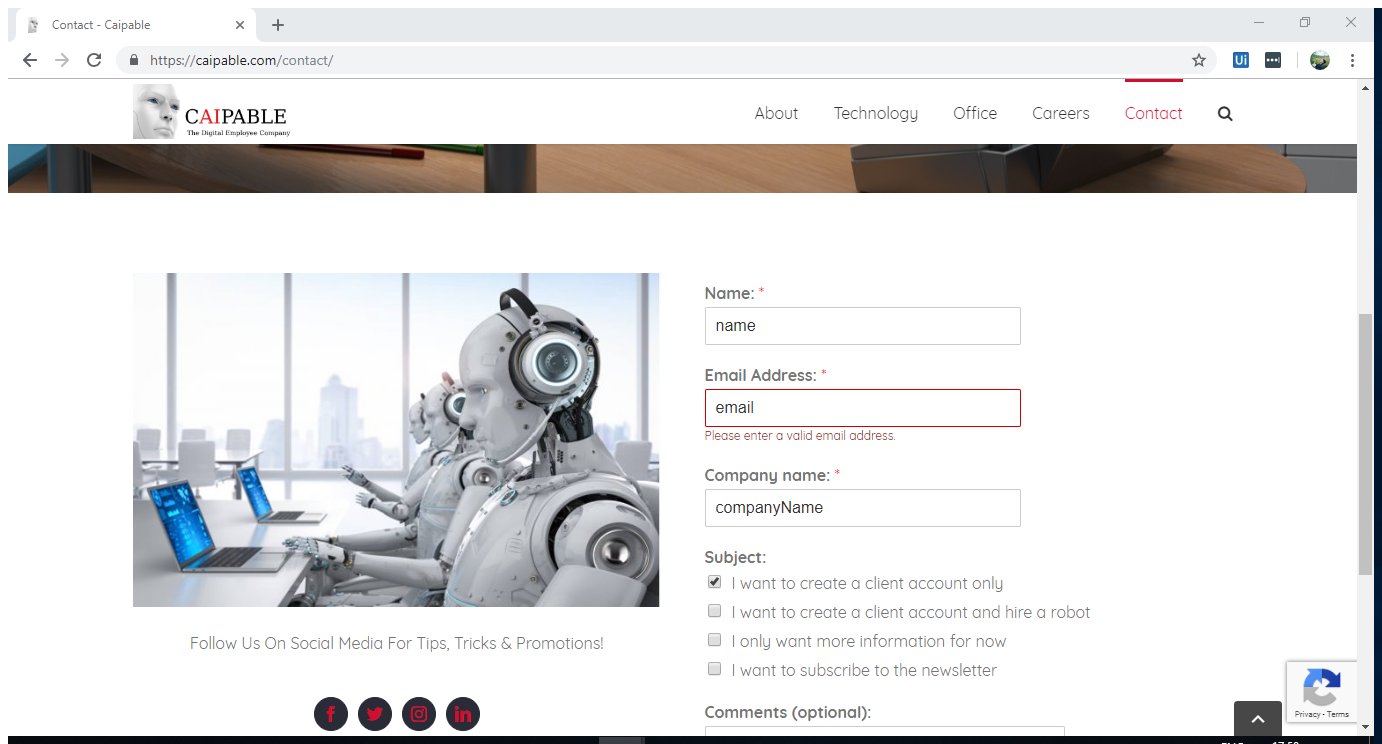 Contact - Caipable
https://caipable.com/contact/
Ui
CAIPABLE
The Digital Employee Company
About Technology Office Careers Contact
Name: *
name
Email Address: *
email
Please enter a valid email address.
Company name: *
companyName
Subject:
I want to create a client account only
I want to create a client account and hire a robot
I only want more information for now
I want to subscribe to the newsletter
Follow Us On Social Media For Tips, Tricks & Promotions!
Privacy - Terms
Comments (optional):